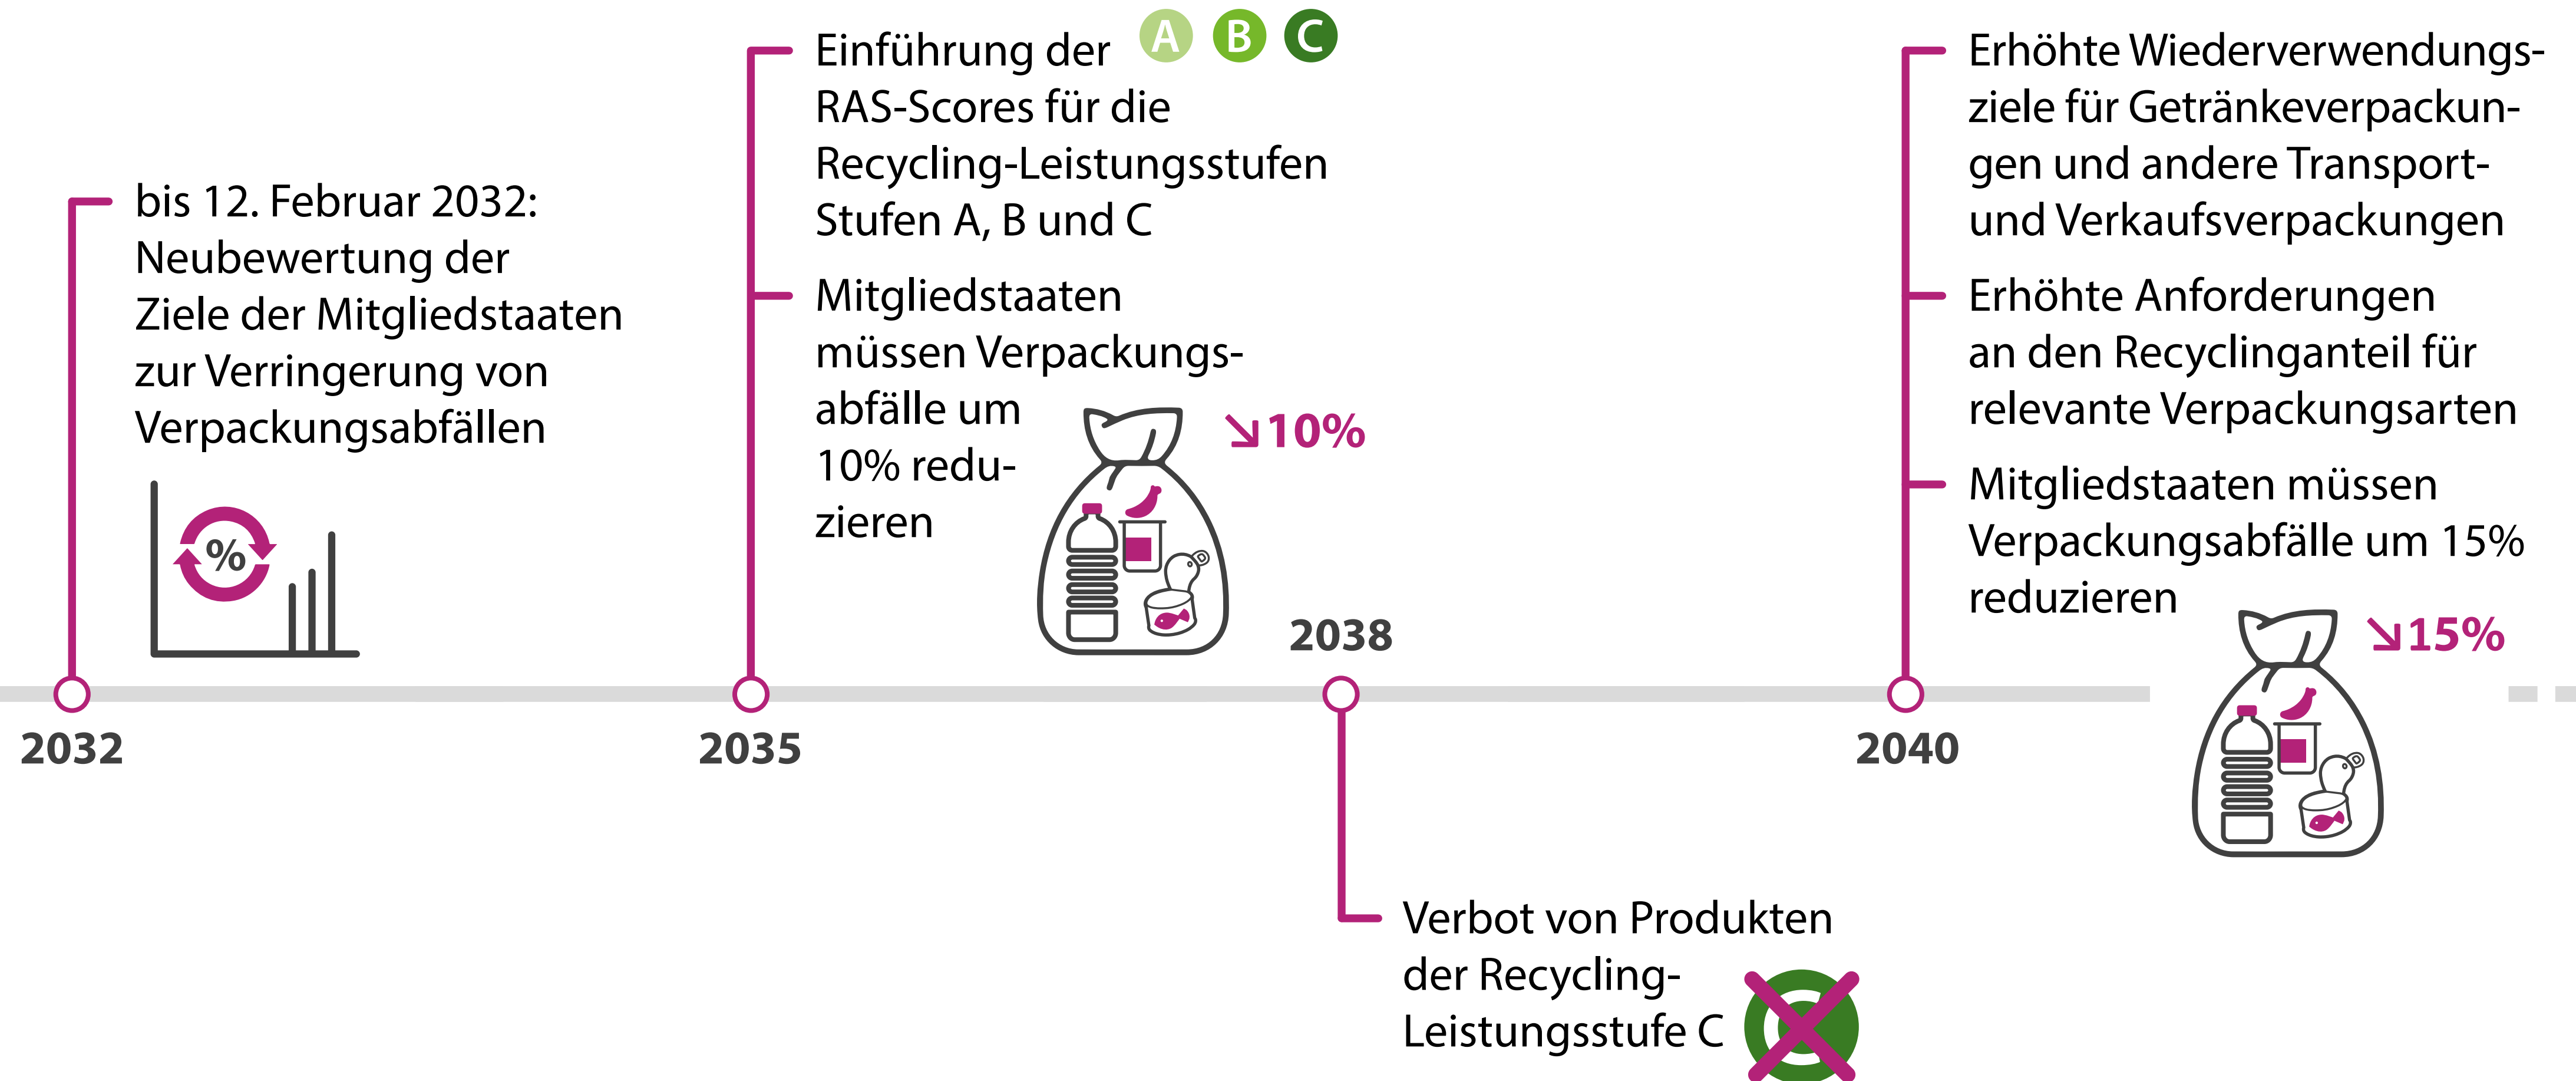 bis 12. Februar 2032:
Neubewertung der
Ziele der Mitgliedstaaten
zur Verringerung von
Verpackungsabfällen
%
2032
Einführung der A B C
RAS-Scores für die
Recycling-Leistungsstufen
Stufen A, B und C
Mitgliedstaaten
müssen Verpackungs-
abfälle um
10% redu-
zieren
↘10%
2035
2038
Verbot von Produkten
der Recycling-
Leistungsstufe C
C
Erhöhte Wiederverwendungs-
ziele für Getränkeverpackun-
gen und andere Transport-
und Verkaufsverpackungen
Erhöhte Anforderungen
an den Recyclinganteil für
relevante Verpackungsarten
Mitgliedstaaten müssen
Verpackungsabfälle um 15%
reduzieren
↘15%
2040